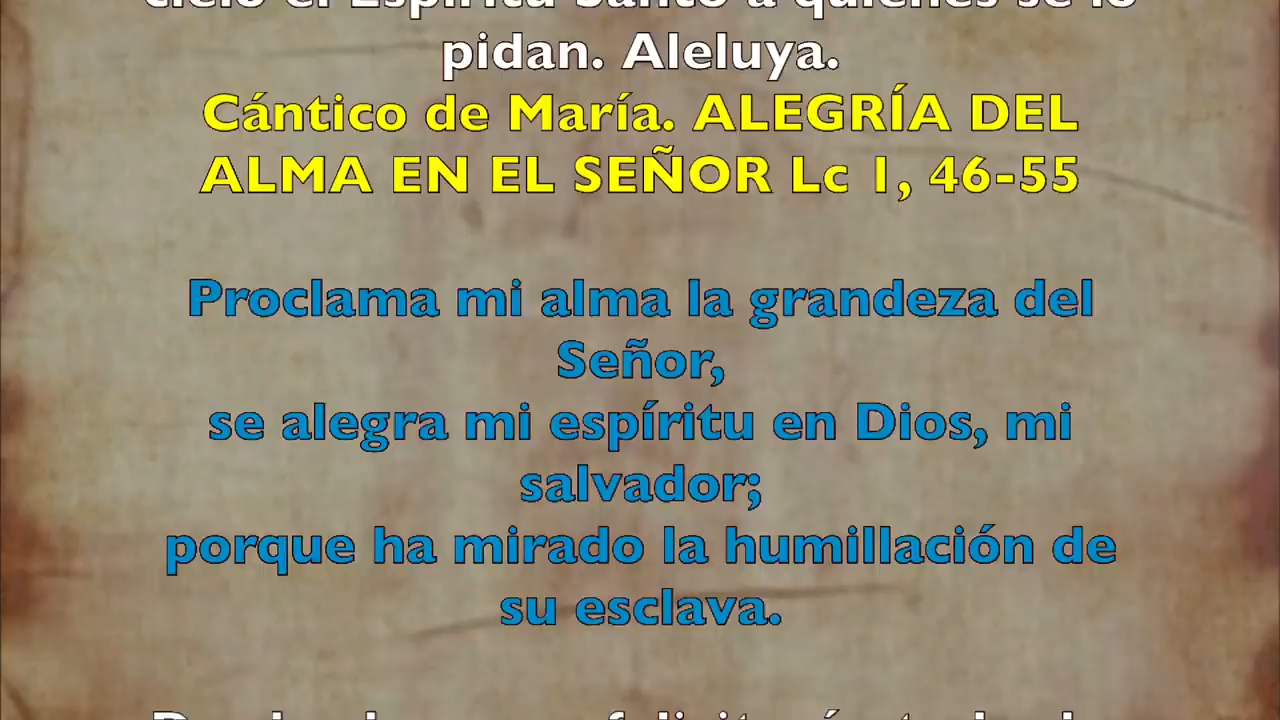 cielo el Espíritu Santo a quienes se lo
pidan. Aleluya.
Cántico de María. ALEGRÍA DEL
ALMA EN EL SEÑOR Lc 1, 46-55
Proclama mi alma la grandeza del
Señor,
se alegra mi espíritu en Dios, mi
salvador;
porque ha mirado la humillación de
su esclava.